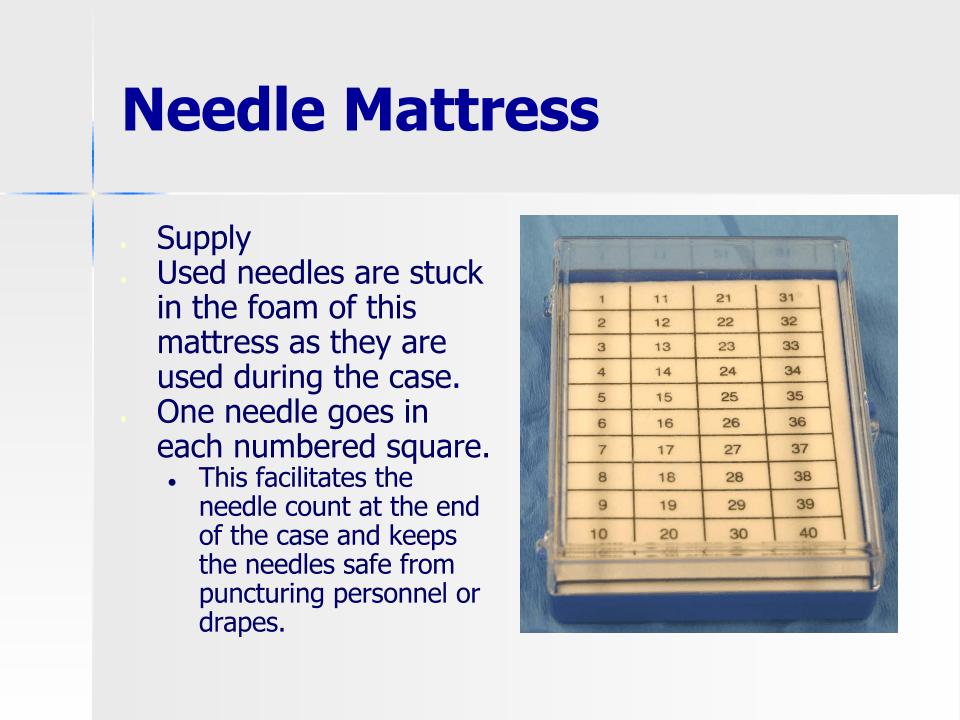 Needle Mattress
Supply
Used needles are stuck
in the foam of this
mattress as they are
used during the case.
One needle goes in
each numbered square.
This facilitates the
needle count at the end
of the case and keeps
the needles safe from
puncturing personnel or
drapes.
1 11 21 31
2 12 22 32
3 13 23 33
4 14 24 34
5 15 25 35
6 16 26 36
7 17 27 37
8 18 28 38
9 19 29 39
10 20 30 40